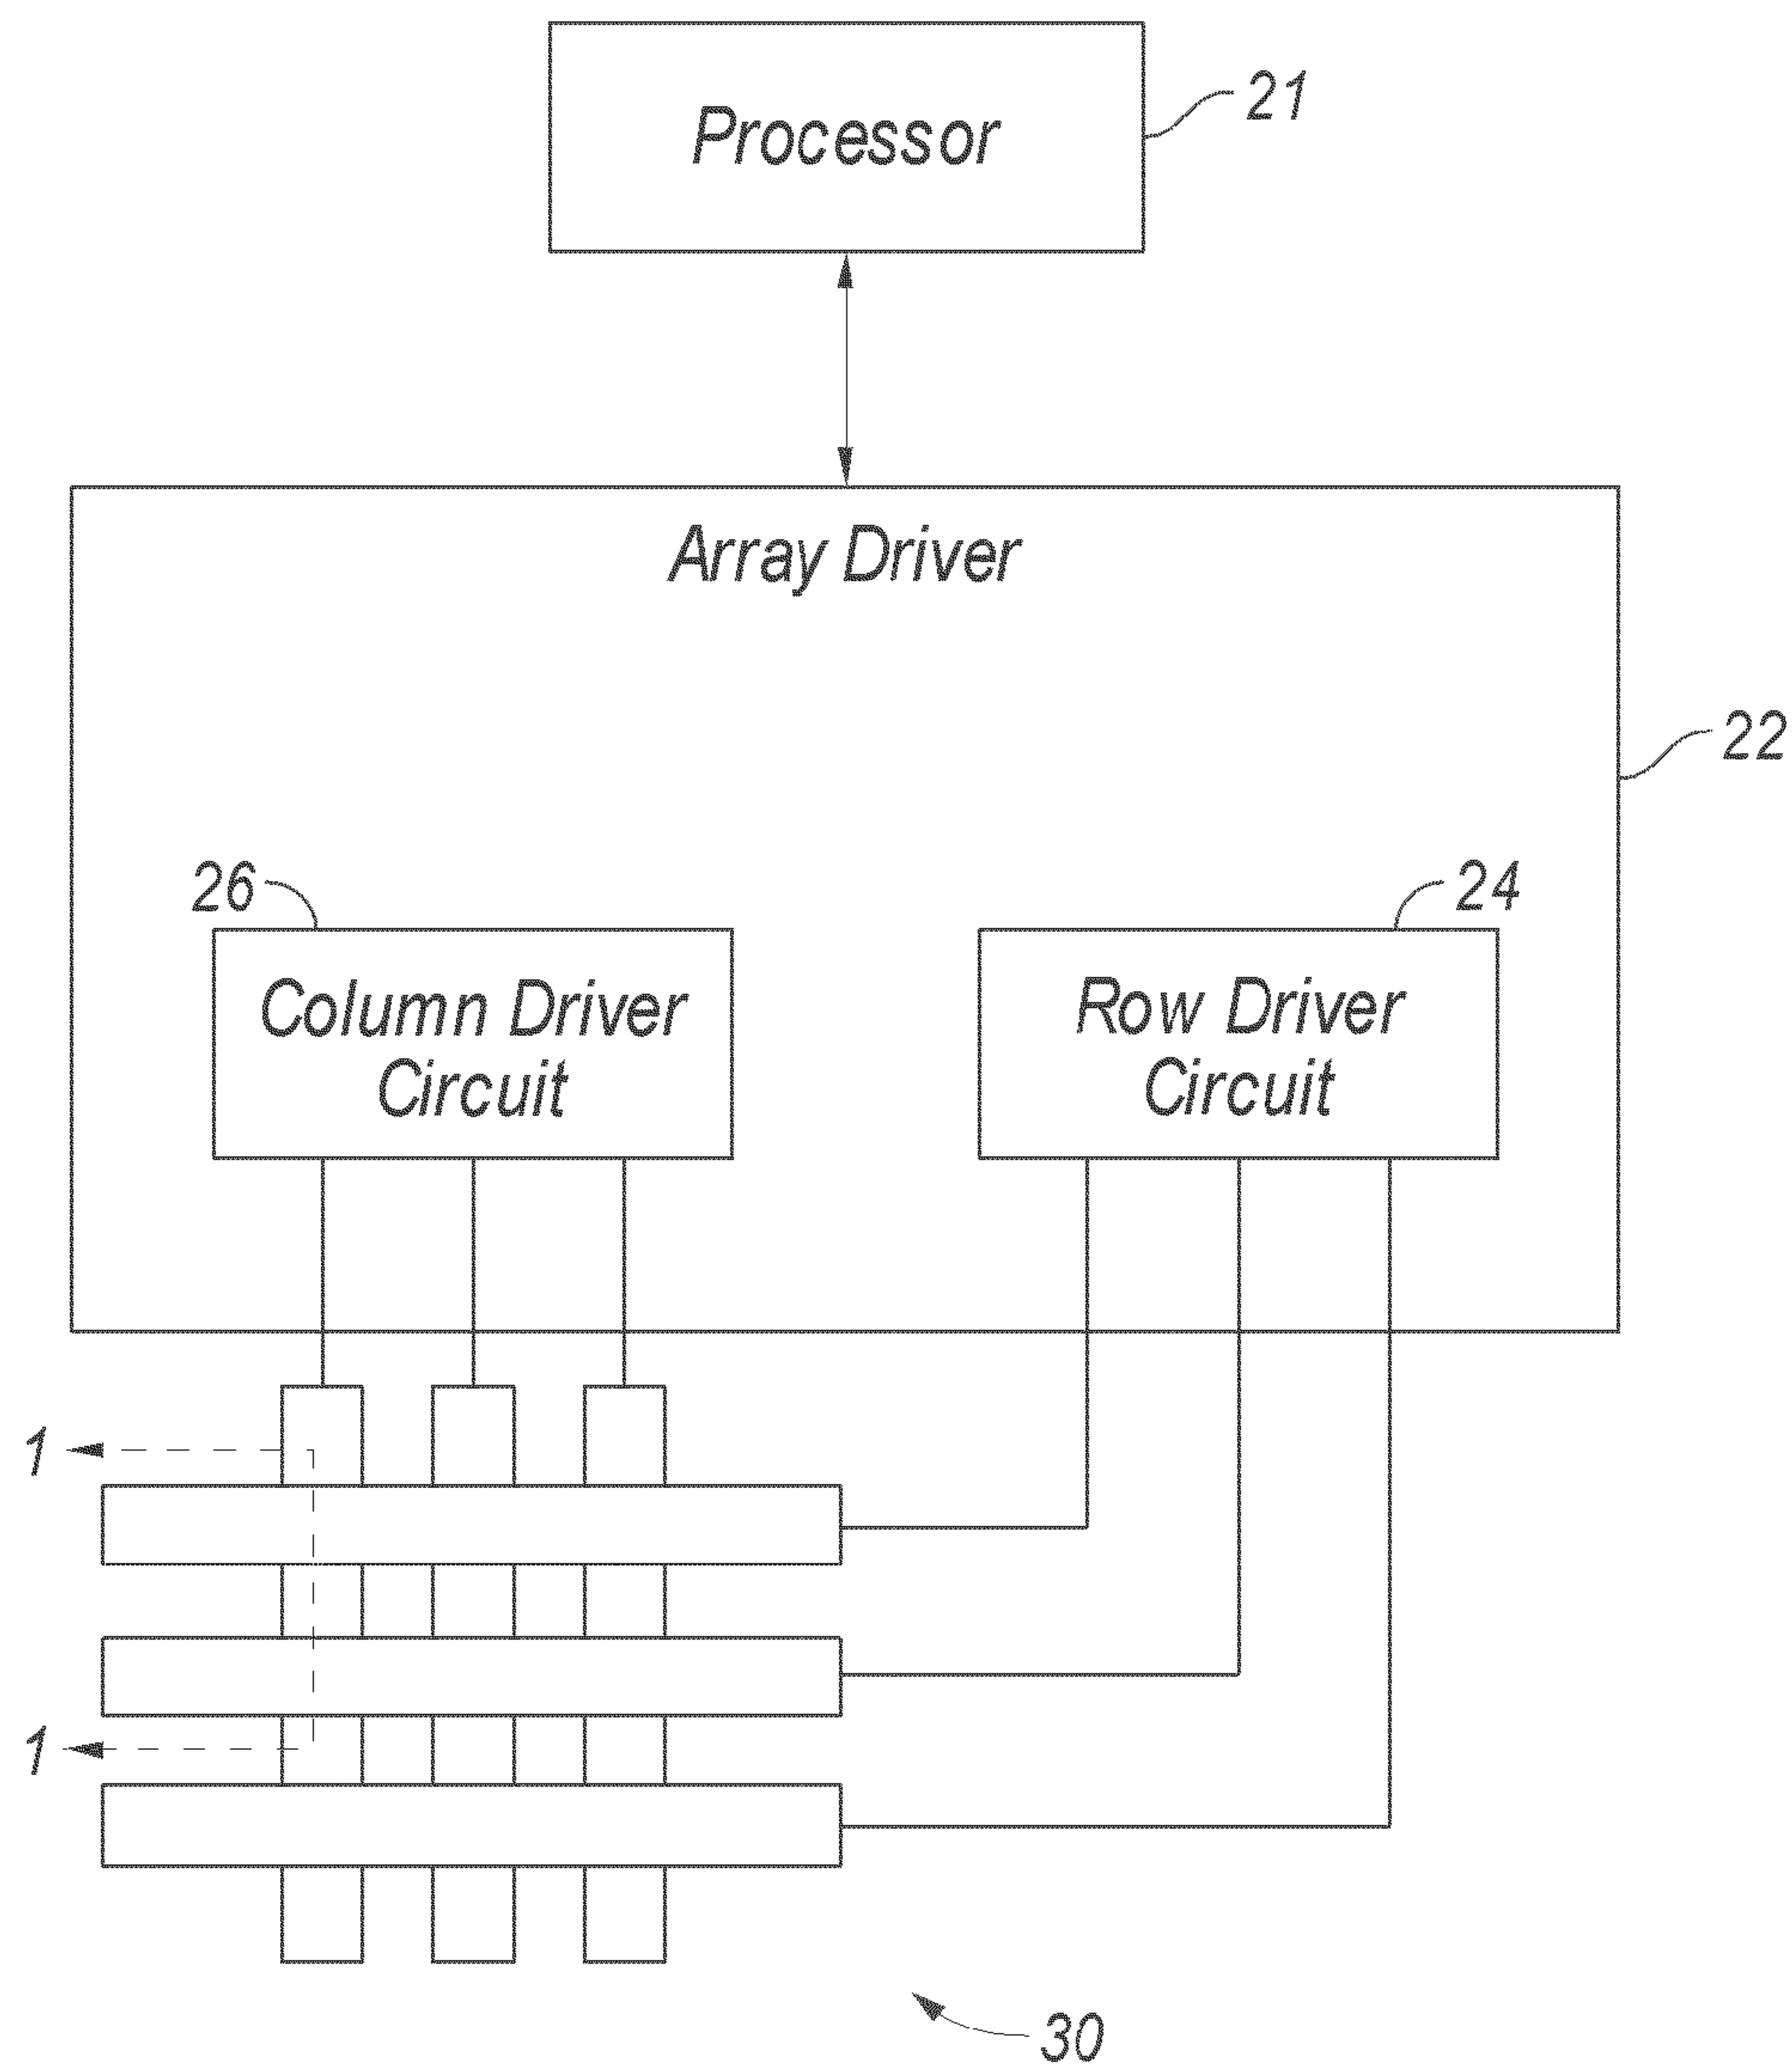 Processor
21
Array Driver
22
26
24
Column Driver
Circuit
Row Driver
Circuit
1
1
30